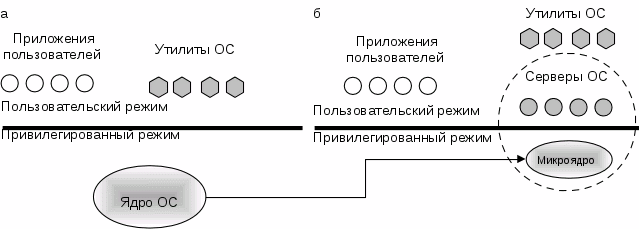 а
Приложения
пользователей
Утилиты ОС
Пользовательский режим
Привилегированный режим
Ядро ОС
б
Утилиты ОС
Приложения
пользователей
Серверы ОС
Пользовательский режим
Привилегированный режим
Микроядро